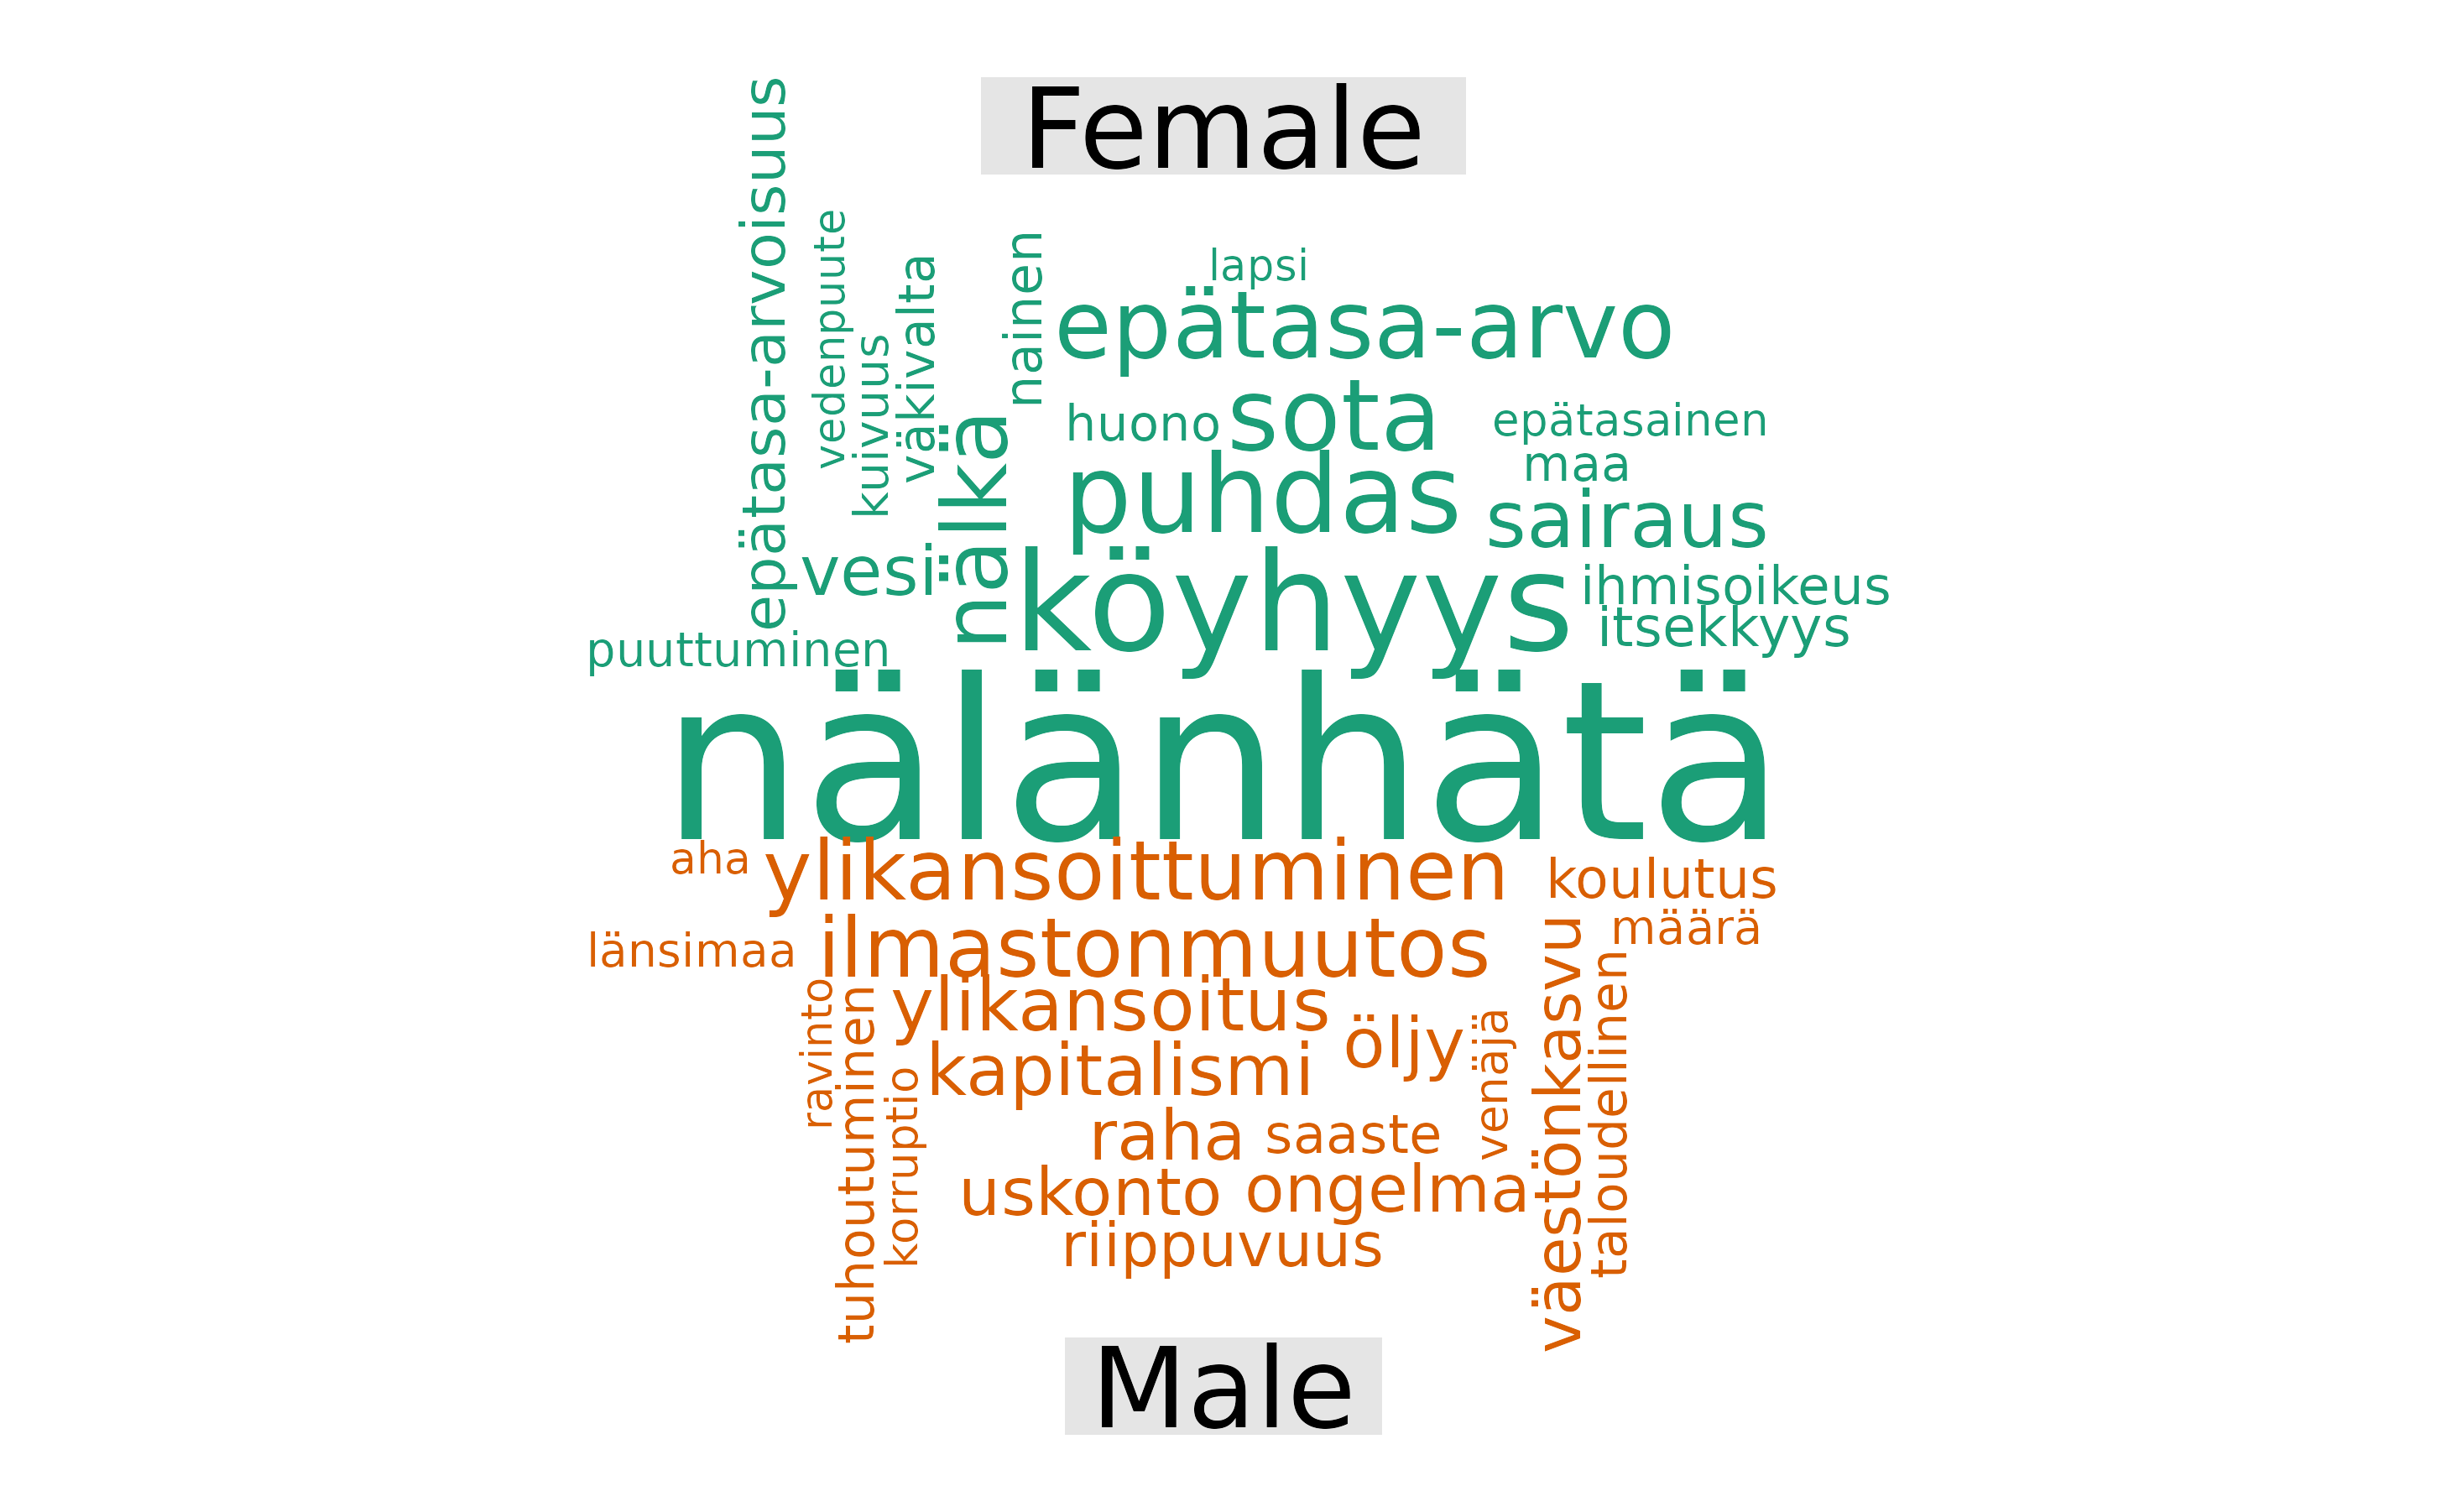 Female
epätasa-arvoisuus
vedenpuute
kuivuus
väkivalta
nainen
lapsi
epätasa-arvo
huono
sota
epätasainen
maa
nälkä
puhdas
sairaus
vesi
köyhyys
ihmisoikeus
itsekkyys
puuttuminen
nälänhätä
aha
ylikansoittuminen
koulutus
määrä
länsimaa
ilmastonmuutos
ravinto
tuhoutuminen
korruptio
ylikansoitus
öljy
venäjä
väestönkasvu
taloudellinen
kapitalismi
raha
saaste
uskonto
ongelma
riippuvuus
Male